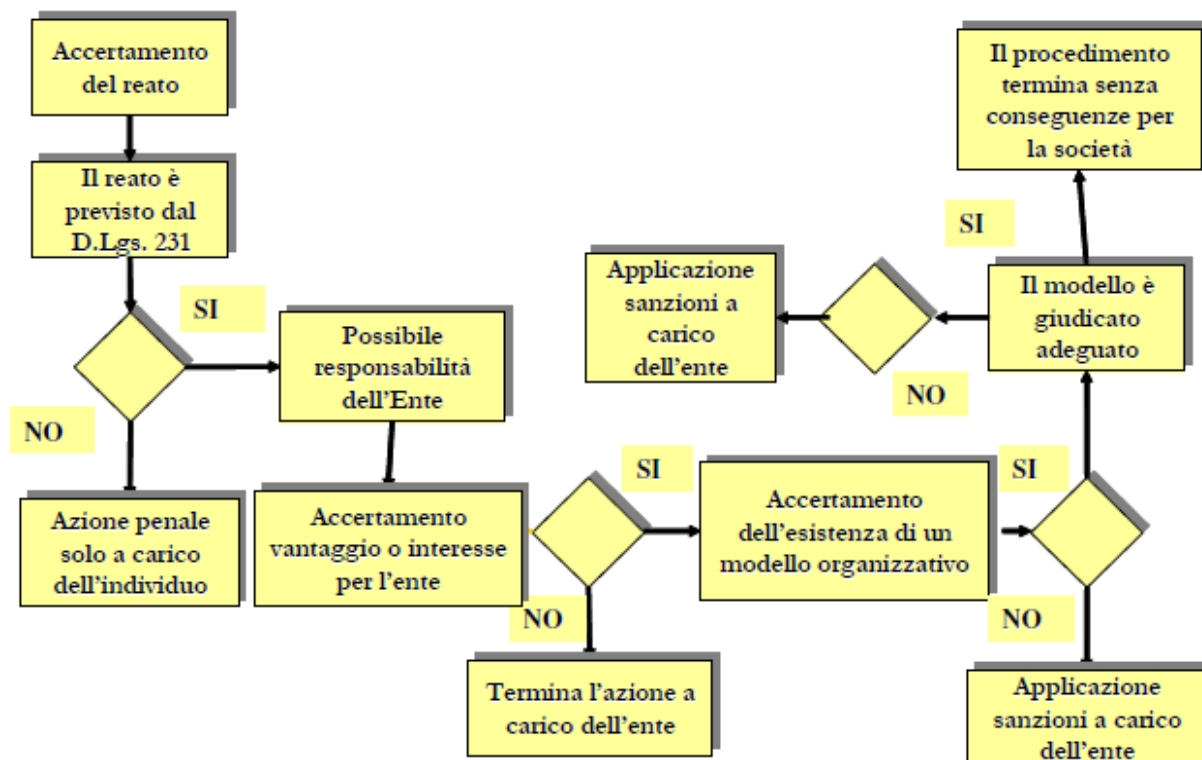 Accertamento
del reato
Il reato è
previsto dal
D.Lgs. 231
SI
NO
Azione penale
solo a carico
dell'individuo
Possibile
responsabilità
dell'Ente
Accertamento
vantaggio o interesse
per l'ente
SI
NO
Termina l'azione a
carico dell'ente
Accertamento
dell'esistenza di un
modello organizzativo
SI
NO
Applicazione
sanzioni a carico
dell'ente
Il modello è
giudicato
adeguato
NO
Applicazione
sanzioni a
carico
dell'ente
SI
Il procedimento
termina senza
conseguenze per
la società